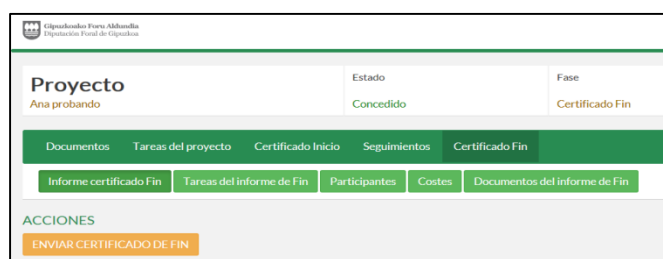 Gipuzkoako Foru Aldundia
Diputación Foral de Gipuzkoa
Proyecto
Ana probando
Estado
Concedido
Fase
Certificado Fin
Documentos Tareas del proyecto Certificado Inicio Seguimientos Certificado Fin
Informe certificado Fin Tareas del informe de Fin Participantes Costes Documentos del informe de Fin
ACCIONES
ENVIAR CERTIFICADO DE FIN